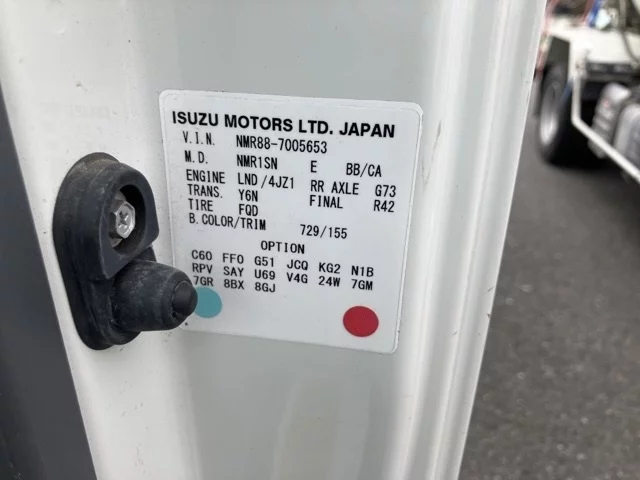 ISUZU MOTORS LTD. JAPAN
V.I.N. NMR88-7005653
M.D. NMR1SN E BB/CA
ENGINE LND/4JZ1 RR AXLE G73
TRANS. Y6N FINAL R42
TIRE FQD
B.COLOR/TRIM 729/155
OPTION
C60 FFO G51 JCQ KG2 N1B
RPV SAY U69 V4G 24W 7GM
7GR 8BX 8GJ